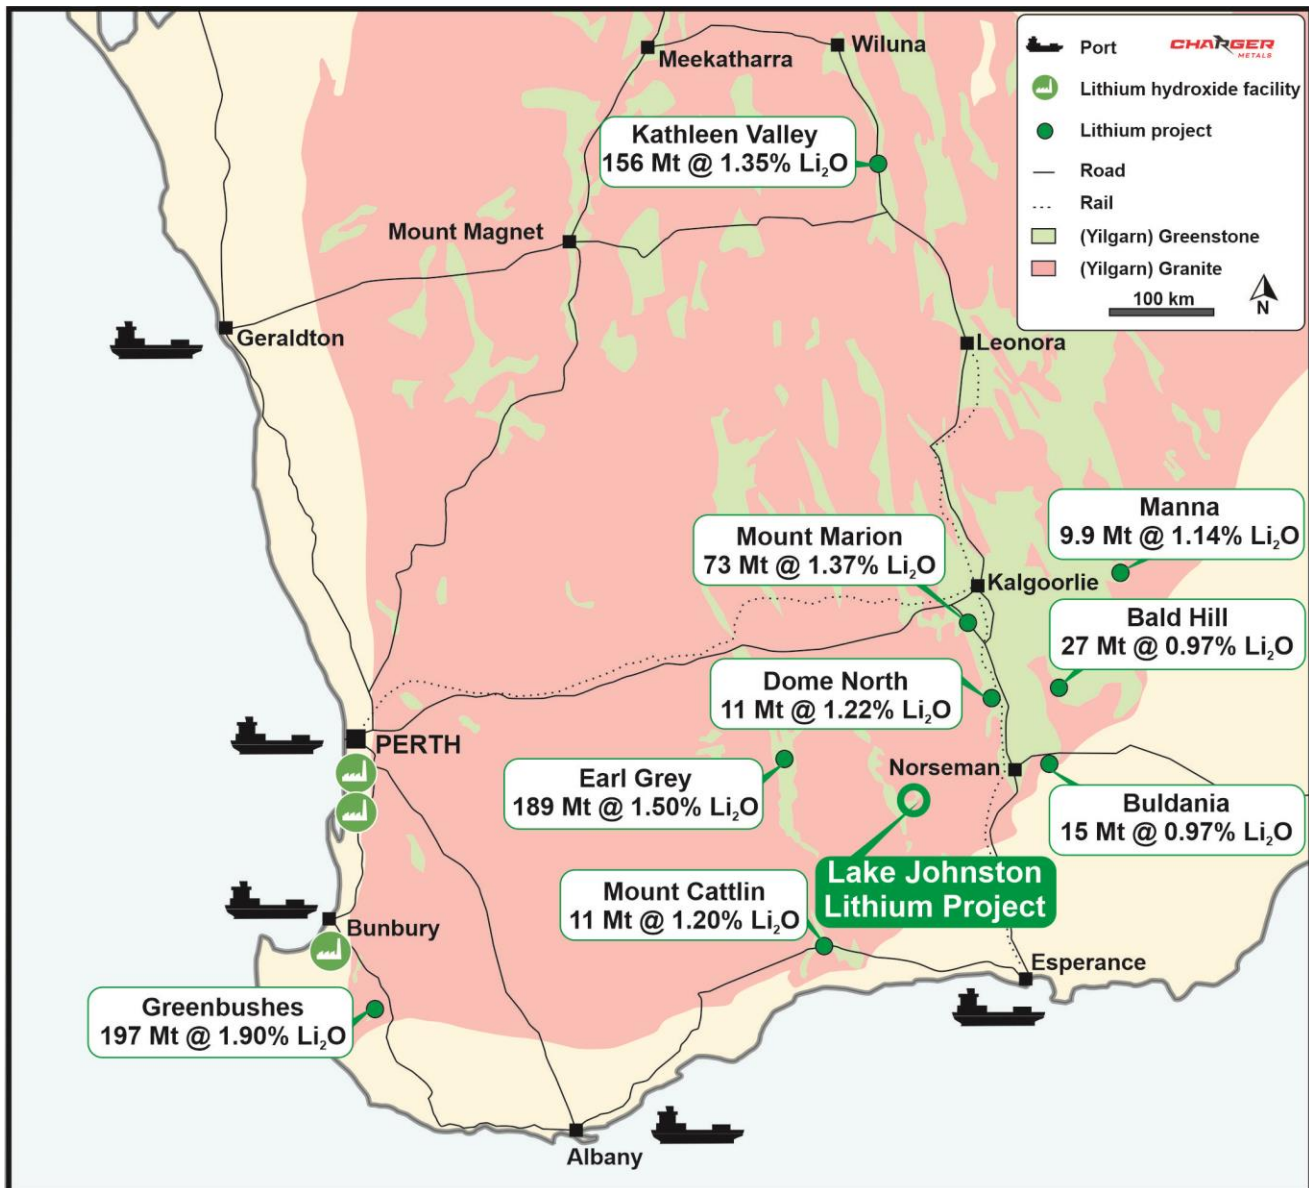 Meekatharra
Wiluna
Port
CHARGER
METALS
Lithium hydroxide facility
Lithium project
Road
Rail
(Yilgarn) Greenstone
(Yilgarn) Granite
100 km
N
Kathleen Valley
156 Mt @ 1.35% Li₂O
Mount Magnet
Geraldton
Leonora
Manna
9.9 Mt @ 1.14% Li₂O
Mount Marion
73 Mt @ 1.37% Li₂O
Kalgoorlie
Bald Hill
27 Mt @ 0.97% Li₂O
Dome North
11 Mt @ 1.22% Li₂O
PERTH
Earl Grey
189 Mt @ 1.50% Li₂O
Norseman
Buldania
15 Mt @ 0.97% Li₂O
Lake Johnston
Lithium Project
Mount Cattlin
11 Mt @ 1.20% Li₂O
Bunbury
Esperance
Greenbushes
197 Mt @ 1.90% Li₂O
Albany